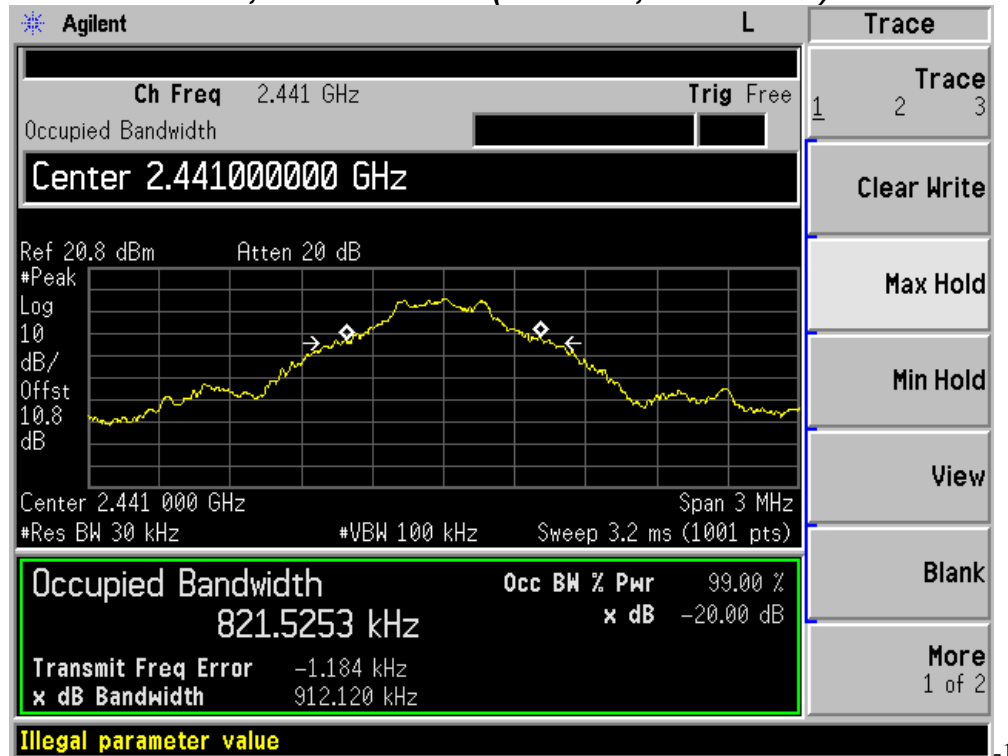 Agilent L Trace
Ch Freq 2.441 GHz Trig Free
Occupied Bandwidth
Center 2.441000000 GHz
Ref 20.8 dBm Atten 20 dB
#Peak
Log
10
dB/
Offst
10.8
dB
Center 2.441 000 GHz Span 3 MHz
#Res BW 30 kHz #VBW 100 kHz Sweep 3.2 ms (1001 pts)
Occupied Bandwidth Occ BW % Pwr 99.00 %
821.5253 kHz x dB -20.00 dB
Transmit Freq Error -1.184 kHz
x dB Bandwidth 912.120 kHz
Illegal parameter value
Trace
1 2 3
Clear Write
Max Hold
Min Hold
View
Blank
More
1 of 2